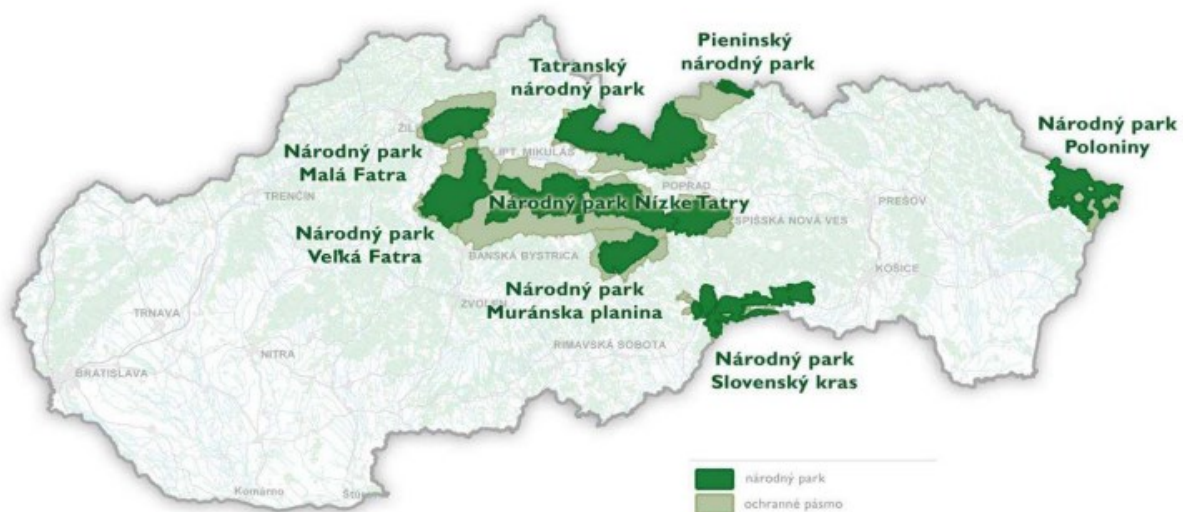 Pieninský
národný park
Tatranský
národný park
Národný park
Poloniny
Národný park
Malá Fatra
LIPT. MIKULÁŠ
POPRAD
TRENČÍN
Národný park Nízke Tatry
PREŠOV
SPIŠSKÁ NOVÁ VES
Národný park
Veľká Fatra
BANSKÁ BYSTRICA
KOŠICE
Národný park
Muránska planina
ZVOLEN
TRNAVA
RIMAVSKÁ SOBOTA
NITRA
Národný park
Slovenský kras
BRATISLAVA
národný park
Komárno
ochranné pásmo